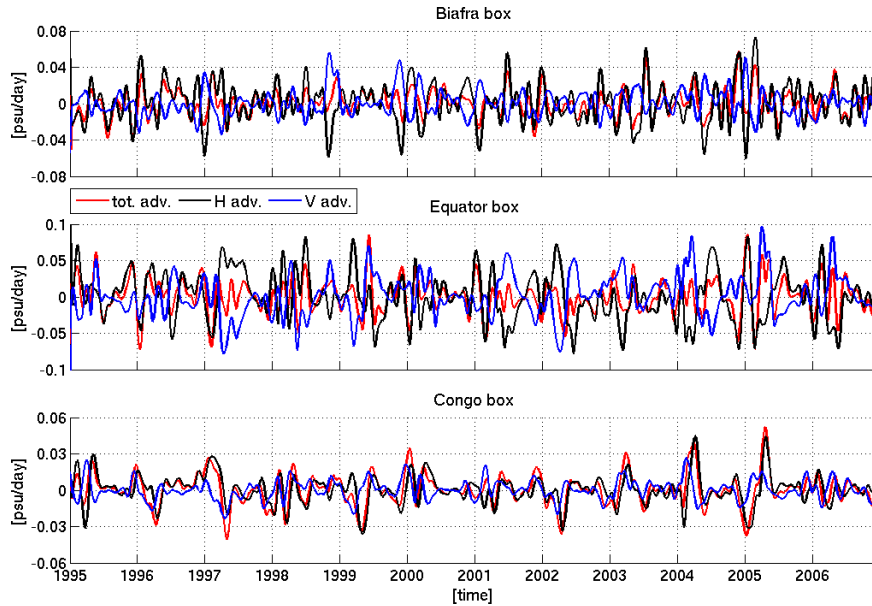 Biafra box
0.08
0.04
0
-0.04
-0.08
[psu/day]
tot. adv. H adv. V adv.
Equator box
0.1
0.05
0
-0.05
-0.1
[psu/day]
Congo box
0.06
0.03
0
-0.03
-0.06
[psu/day]
1995 1996 1997 1998 1999 2000 2001 2002 2003 2004 2005 2006
[time]